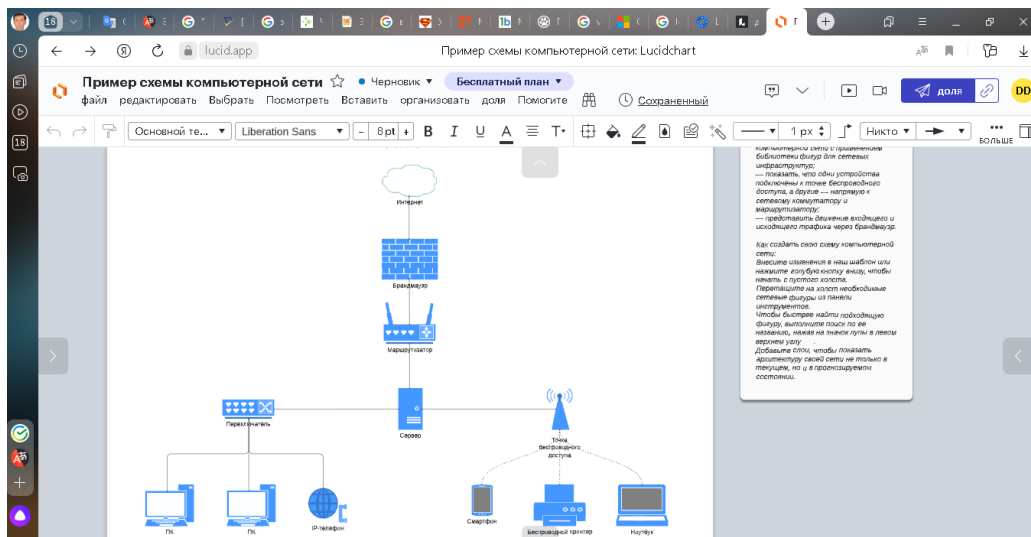 18
lucid.app
Пример схемы компьютерной сети: Lucidchart
Пример схемы компьютерной сети
Черновик
Бесплатный план
файл редактировать Выбрать Посмотреть Вставить организовать доля Помогите
Сохраненный
доля
DD
Основной те...
Liberation Sans
- 8 pt +
B I U A T
1 px
Никто
БОЛЬШЕ
18
Интернет
Брандмауэр
Маршрутизатор
Переключатель
Сервер
Точка
беспроводного
доступа
ПК
ПК
IP-телефон
Смартфон
Беспроводной принтер
Ноутбук
компьютерной сети с применением
библиотеки фигур для сетевых
инфраструктур;
— показать, что одни устройства
подключены к точке беспроводного
доступа, а другие — напрямую к
сетевому коммутатору и
маршрутизатору;
— представить движение входящего и
исходящего трафика через брандмауэр.
Как создать свою схему компьютерной
сети:
Внесите изменения в наш шаблон или
нажмите голубую кнопку внизу, чтобы
начать с пустого холста.
Перетащите на холст необходимые
сетевые фигуры из панели
инструментов.
Чтобы быстрее найти подходящую
фигуру, выполните поиск по ее
названию, нажав на значок лупы в левом
верхнем углу .
Добавьте слои, чтобы показать
архитектуру своей сети не только в
текущем, но и в прогнозируемом
состоянии.